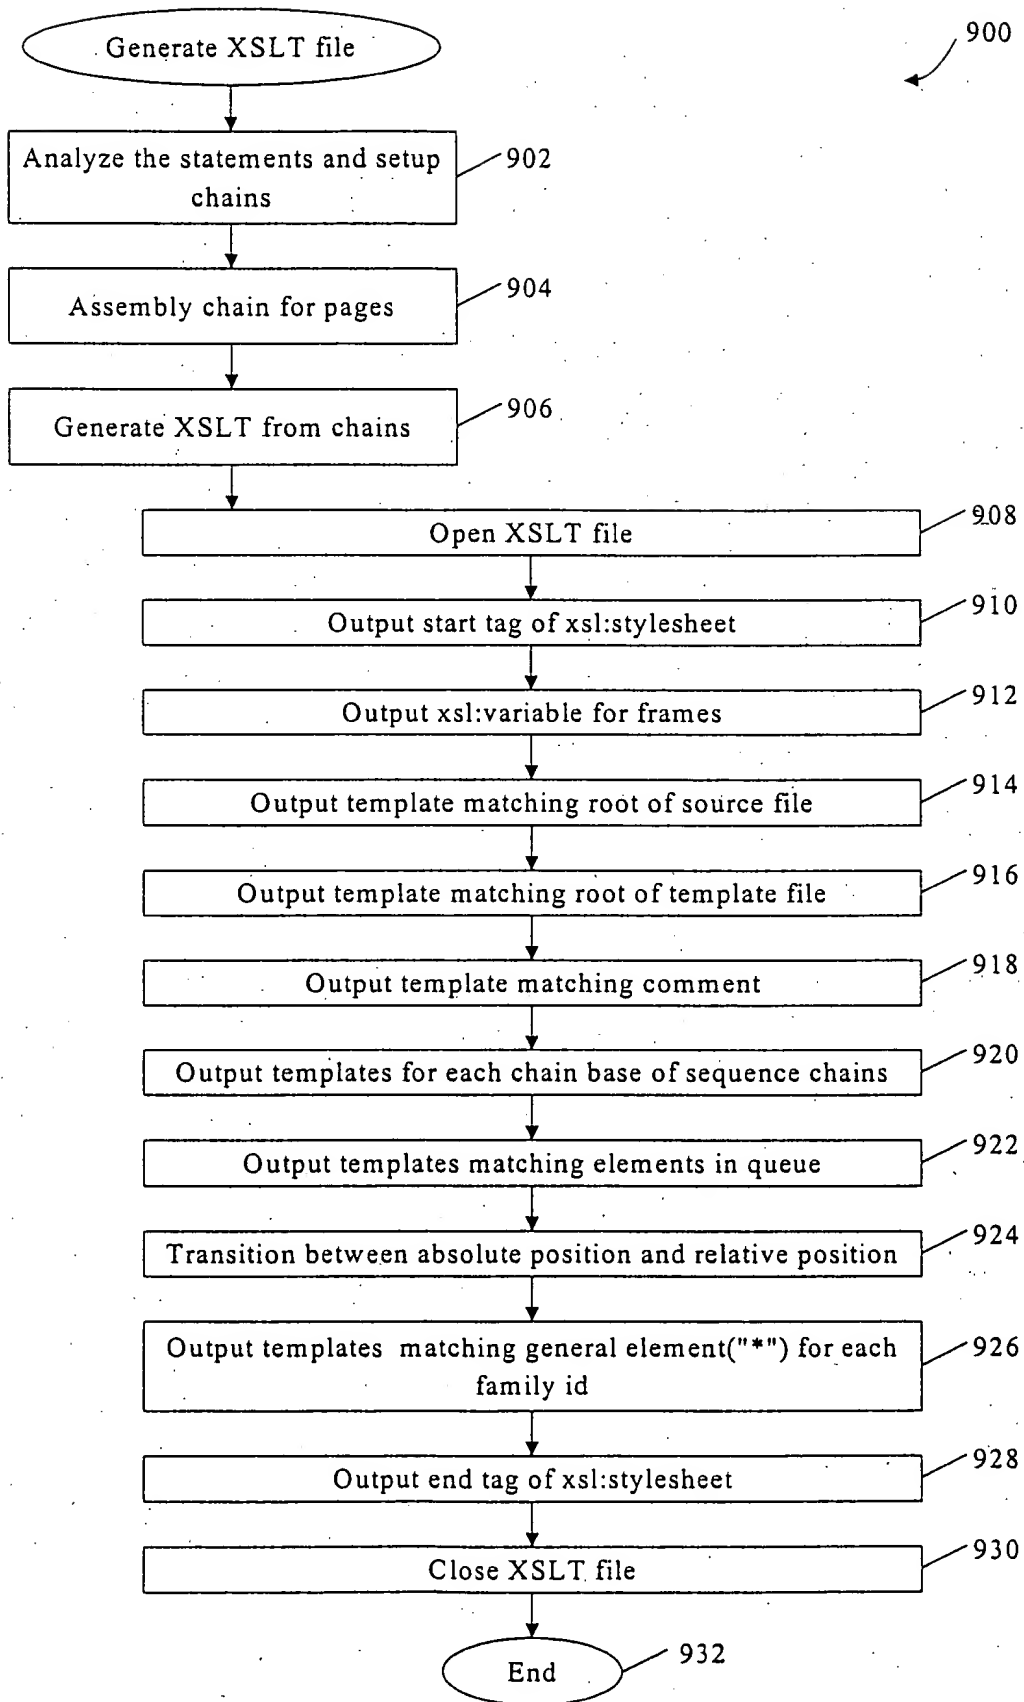 Generate XSLT file
900
Analyze the statements and setup
chains
902
Assembly chain for pages
904
Generate XSLT from chains
906
Open XSLT file
908
Output start tag of xsl:stylesheet
910
Output xsl:variable for frames
912
Output template matching root of source file
914
Output template matching root of template file
916
Output template matching comment
918
Output templates for each chain base of sequence chains
920
Output templates matching elements in queue
922
Transition between absolute position and relative position
924
Output templates matching general element("*") for each
family id
926
Output end tag of xsl:stylesheet
928
Close XSLT file
930
End
932